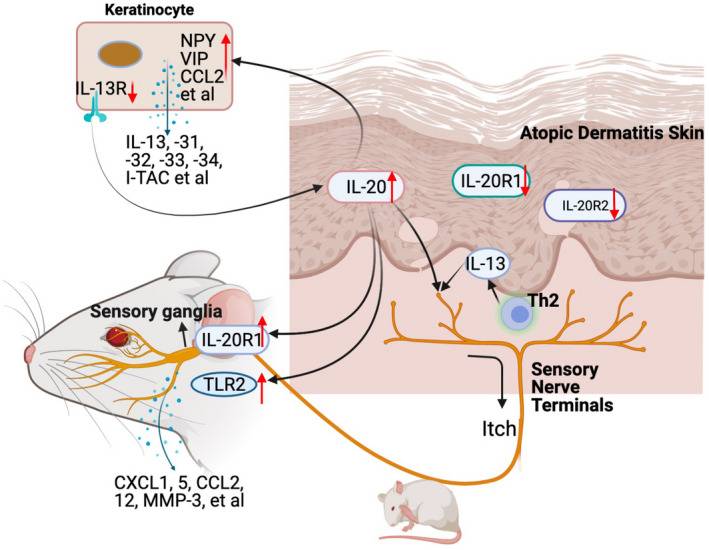 Keratinocyte
NPY
VIP
CCL2
et al
IL-13R
IL-13, -31,
-32, -33, -34,
I-TAC et al
Atopic Dermatitis Skin
IL-20
IL-20R1
IL-20R2
IL-13
Th2
Sensory ganglia
IL-20R1
TLR2
Sensory
Nerve
Terminals
Itch
CXCL1, 5, CCL2,
12, MMP-3, et al